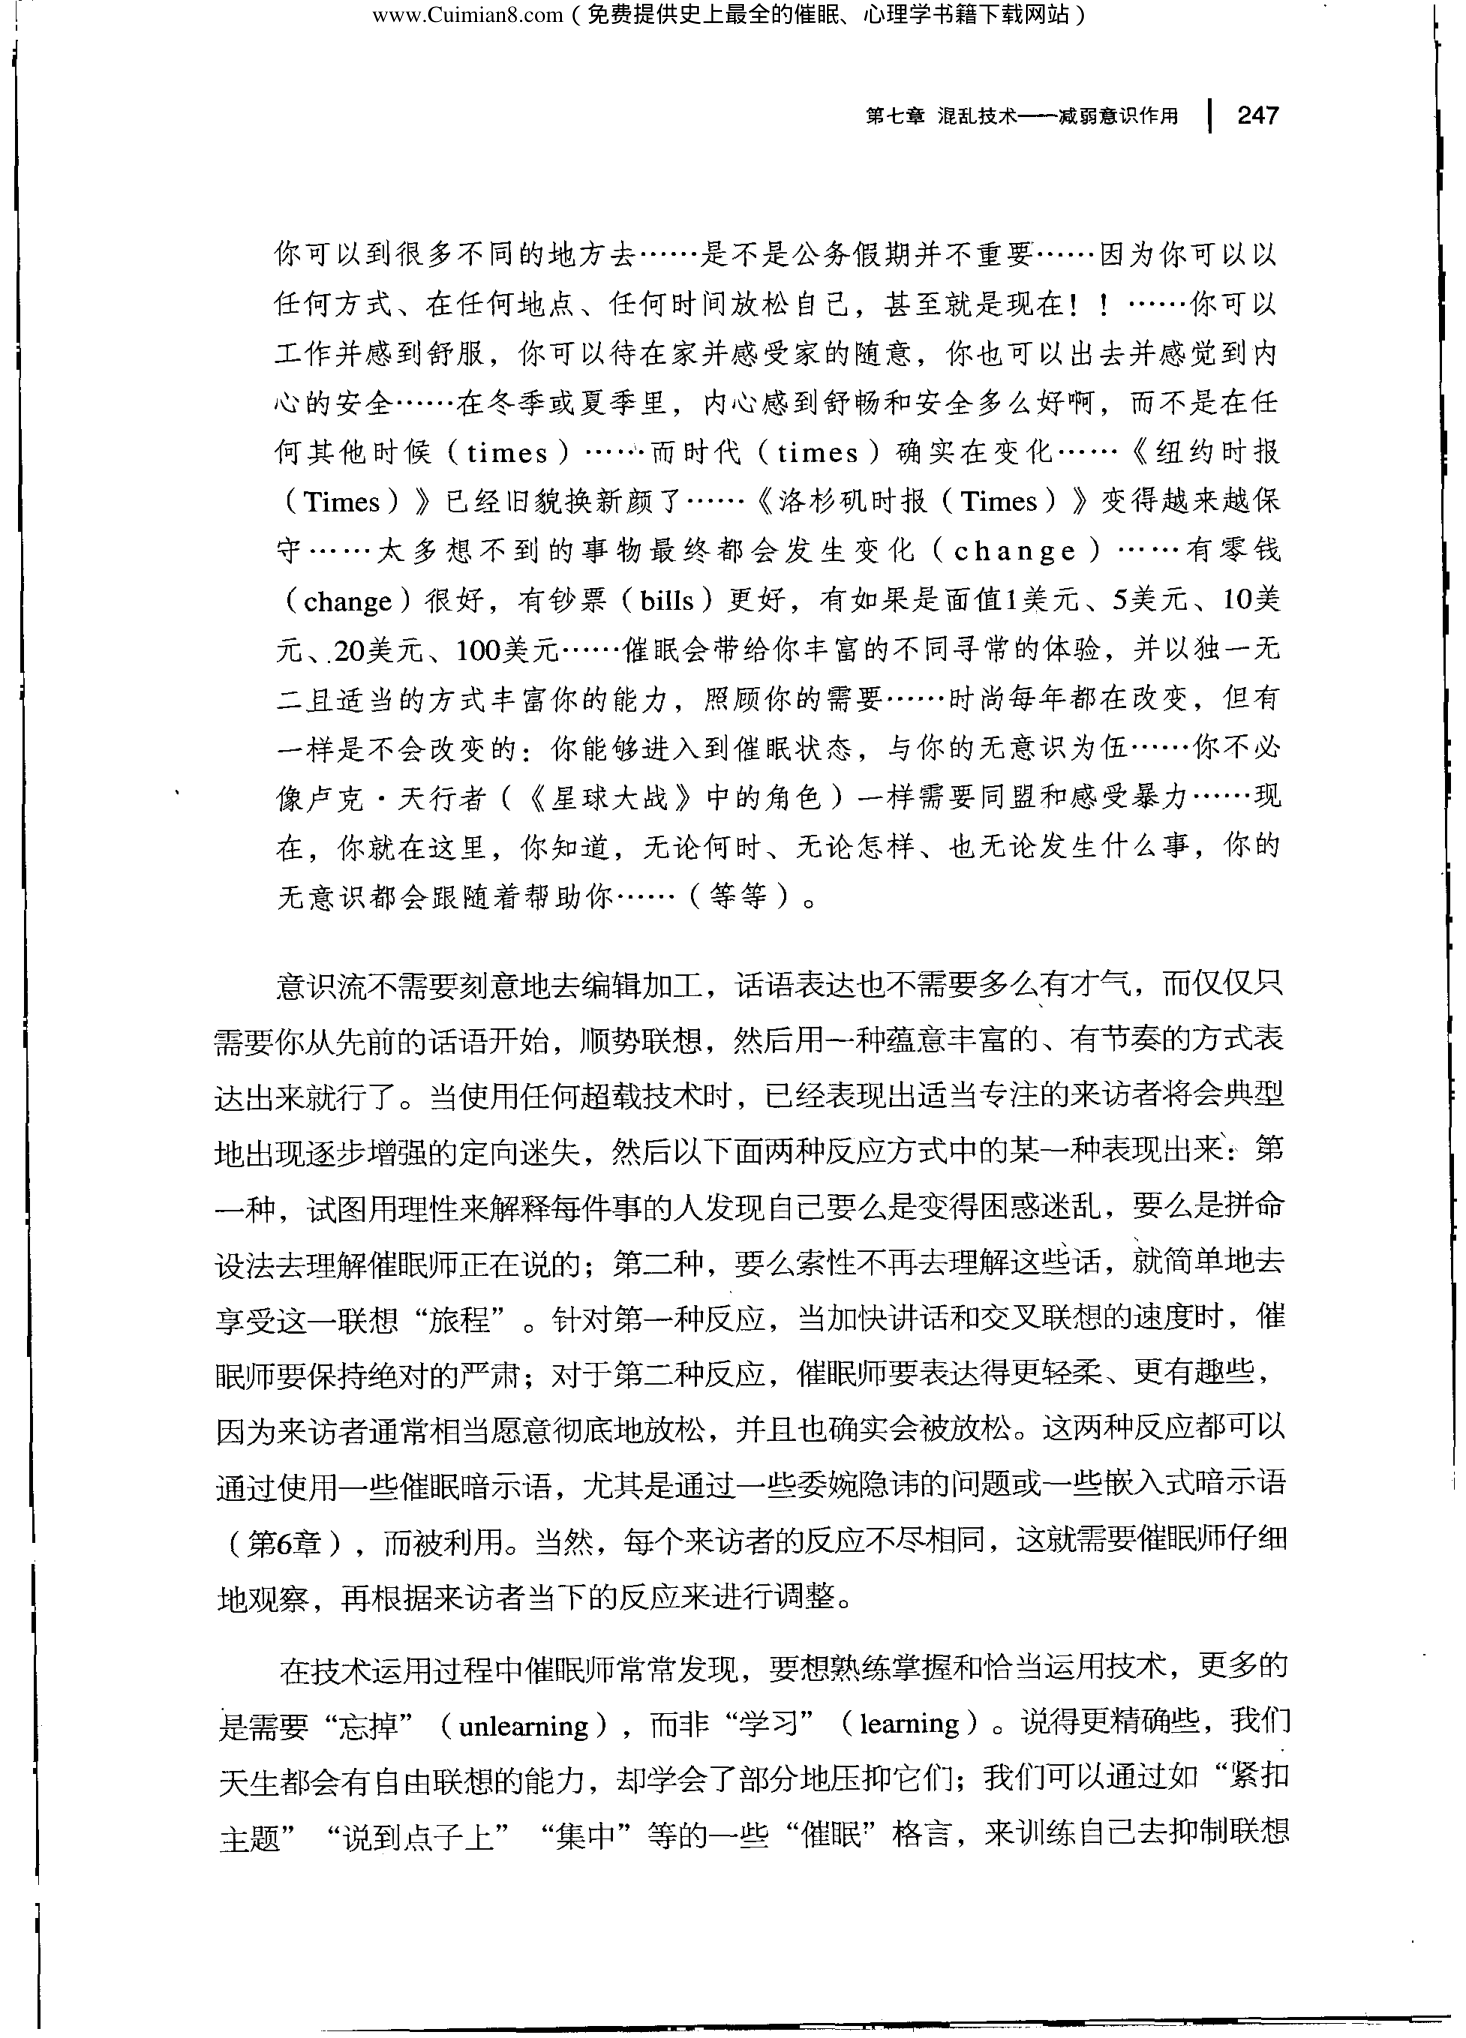 www.Cuimian8.com（免费提供史上最全的催眠、心理学书籍下载网站）
第七章 混乱技术——减弱意识作用 247
你可以到很多不同的地方去……是不是公务假期并不重要……因为你可以以
任何方式、在任何地点、任何时间放松自己，甚至就是现在！！……你可以
工作并感到舒服，你可以待在家并感受家的随意，你也可以出去并感觉到内
心的安全……在冬季或夏季里，内心感到舒畅和安全多么好啊，而不是在任
何其他时候（times）……而时代（times）确实在变化……《纽约时报
（Times）》已经旧貌换新颜了……《洛杉矶时报（Times）》变得越来越保
守……太多想不到的事物最终都会发生变化（change）……有零钱
（change）很好，有钞票（bills）更好，有如果是面值1美元、5美元、10美
元、20美元、100美元……催眠会带给你丰富的不同寻常的体验，并以独一无
二且适当的方式丰富你的能力，照顾你的需要……时尚每年都在改变，但有
一样是不会改变的：你能够进入到催眠状态，与你的无意识为伍……你不必
像卢克·天行者（《星球大战》中的角色）一样需要同盟和感受暴力……现
在，你就在这里，你知道，无论何时、无论怎样、也无论发生什么事，你的
无意识都会跟随着帮助你……（等等）。
意识流不需要刻意地去编辑加工，话语表达也不需要多么有才气，而仅仅只
需要你从先前的话语开始，顺势联想，然后用一种蕴意丰富的、有节奏的方式表
达出来就行了。当使用任何超载技术时，已经表现出适当专注的来访者将会典型
地出现逐步增强的定向迷失，然后以下面两种反应方式中的某一种表现出来：第
一种，试图用理性来解释每件事的人发现自己要么是变得困惑迷乱，要么是拼命
设法去理解催眠师正在说的；第二种，要么索性不再去理解这些话，就简单地去
享受这一联想“旅程”。针对第一种反应，当加快讲话和交叉联想的速度时，催
眠师要保持绝对的严肃；对于第二种反应，催眠师要表达得更轻柔、更有趣些，
因为来访者通常相当愿意彻底地放松，并且也确实会被放松。这两种反应都可以
通过使用一些催眠暗示语，尤其是通过一些委婉隐讳的问题或一些嵌入式暗示语
（第6章），而被利用。当然，每个来访者的反应不尽相同，这就需要催眠师仔细
地观察，再根据来访者当下的反应来进行调整。
在技术运用过程中催眠师常常发现，要想熟练掌握和恰当运用技术，更多的
是需要“忘掉”（unlearning），而非“学习”（learning）。说得更精确些，我们
天生都会有自由联想的能力，却学会了部分地压抑它们；我们可以通过如“紧扣
主题”“说到点子上”“集中”等的一些“催眠”格言，来训练自己去抑制联想